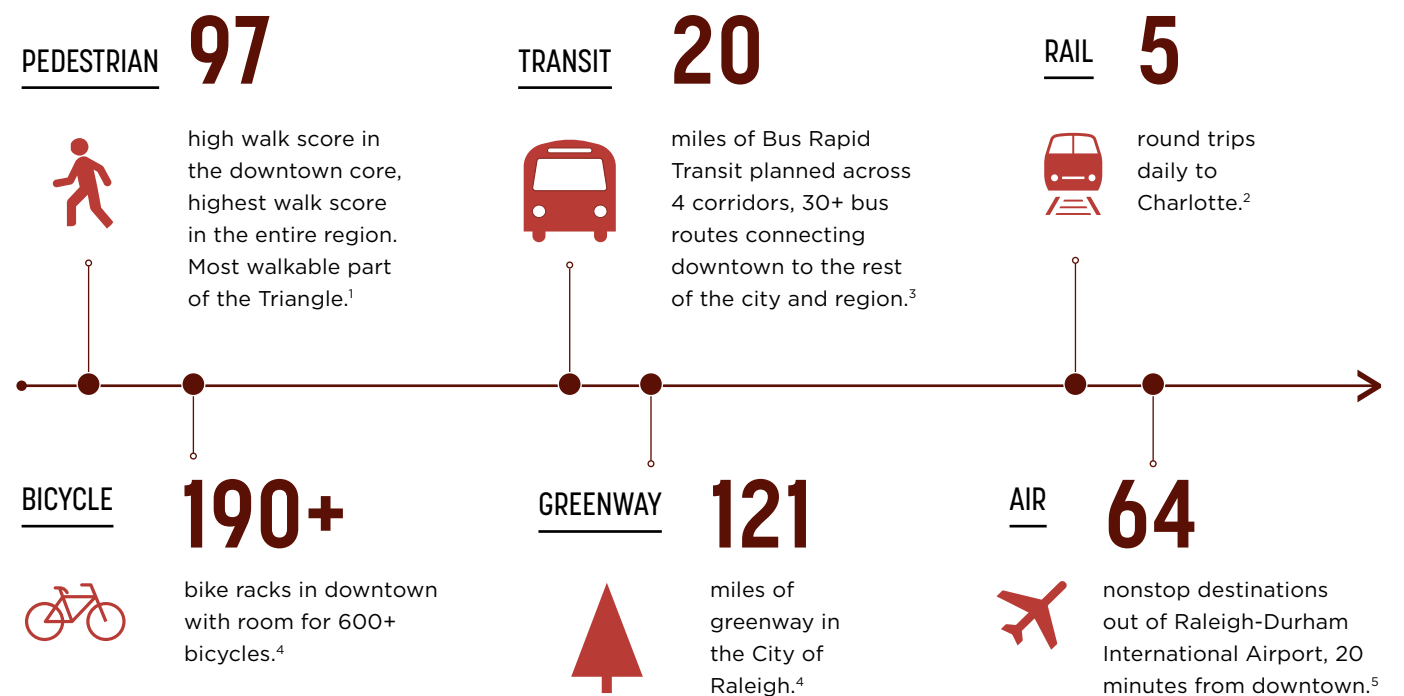 PEDESTRIAN
97
high walk score in
the downtown core,
highest walk score
in the entire region.
Most walkable part
of the Triangle.1
TRANSIT
20
miles of Bus Rapid
Transit planned across
4 corridors, 30+ bus
routes connecting
downtown to the rest
of the city and region.3
RAIL
5
round trips
daily to
Charlotte.2
BICYCLE
190+
bike racks in downtown
with room for 600+
bicycles.4
GREENWAY
121
miles of
greenway in
the City of
Raleigh.4
AIR
64
nonstop destinations
out of Raleigh-Durham
International Airport, 20
minutes from downtown.5